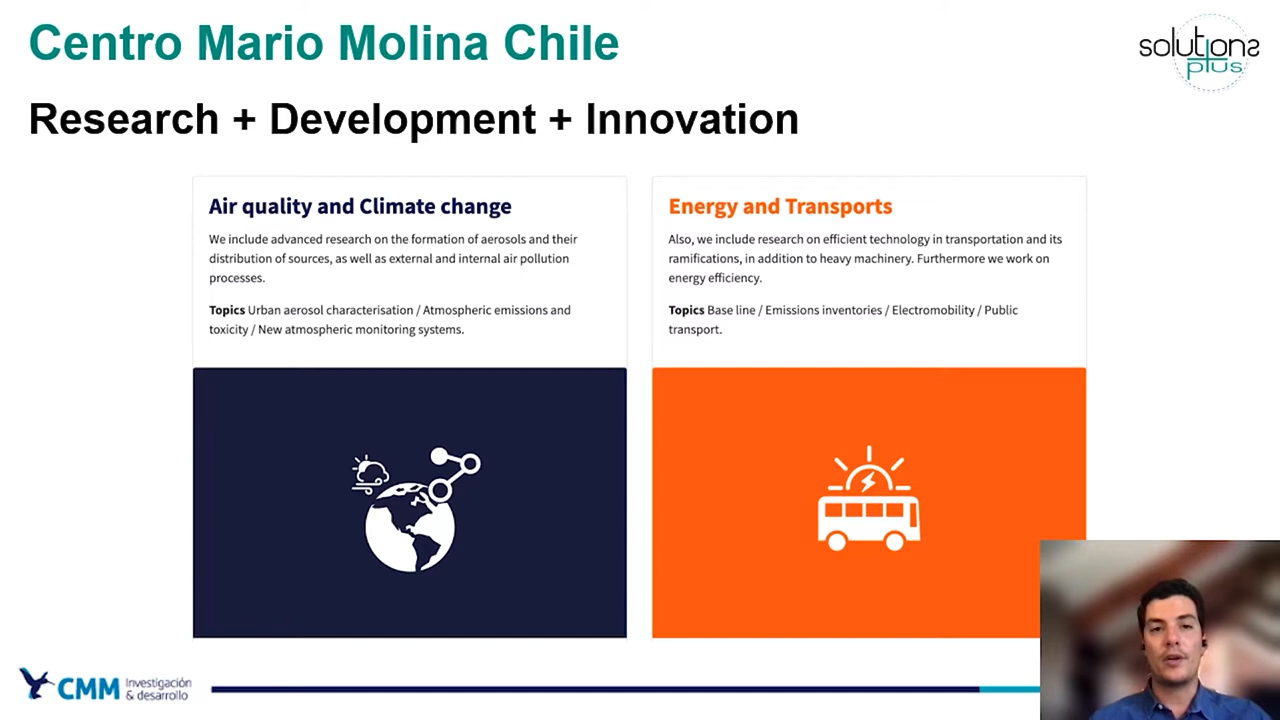 Centro Mario Molina Chile
solutions
plus
Research + Development + Innovation
Air quality and Climate change
We include advanced research on the formation of aerosols and their
distribution of sources, as well as external and internal air pollution
processes.
Topics Urban aerosol characterisation / Atmospheric emissions and
toxicity / New atmospheric monitoring systems.
Energy and Transports
Also, we include research on efficient technology in transportation and its
ramifications, in addition to heavy machinery. Furthermore we work on
energy efficiency.
Topics Base line / Emissions inventories / Electromobility / Public
transport.
CMM Investigación
& desarrollo